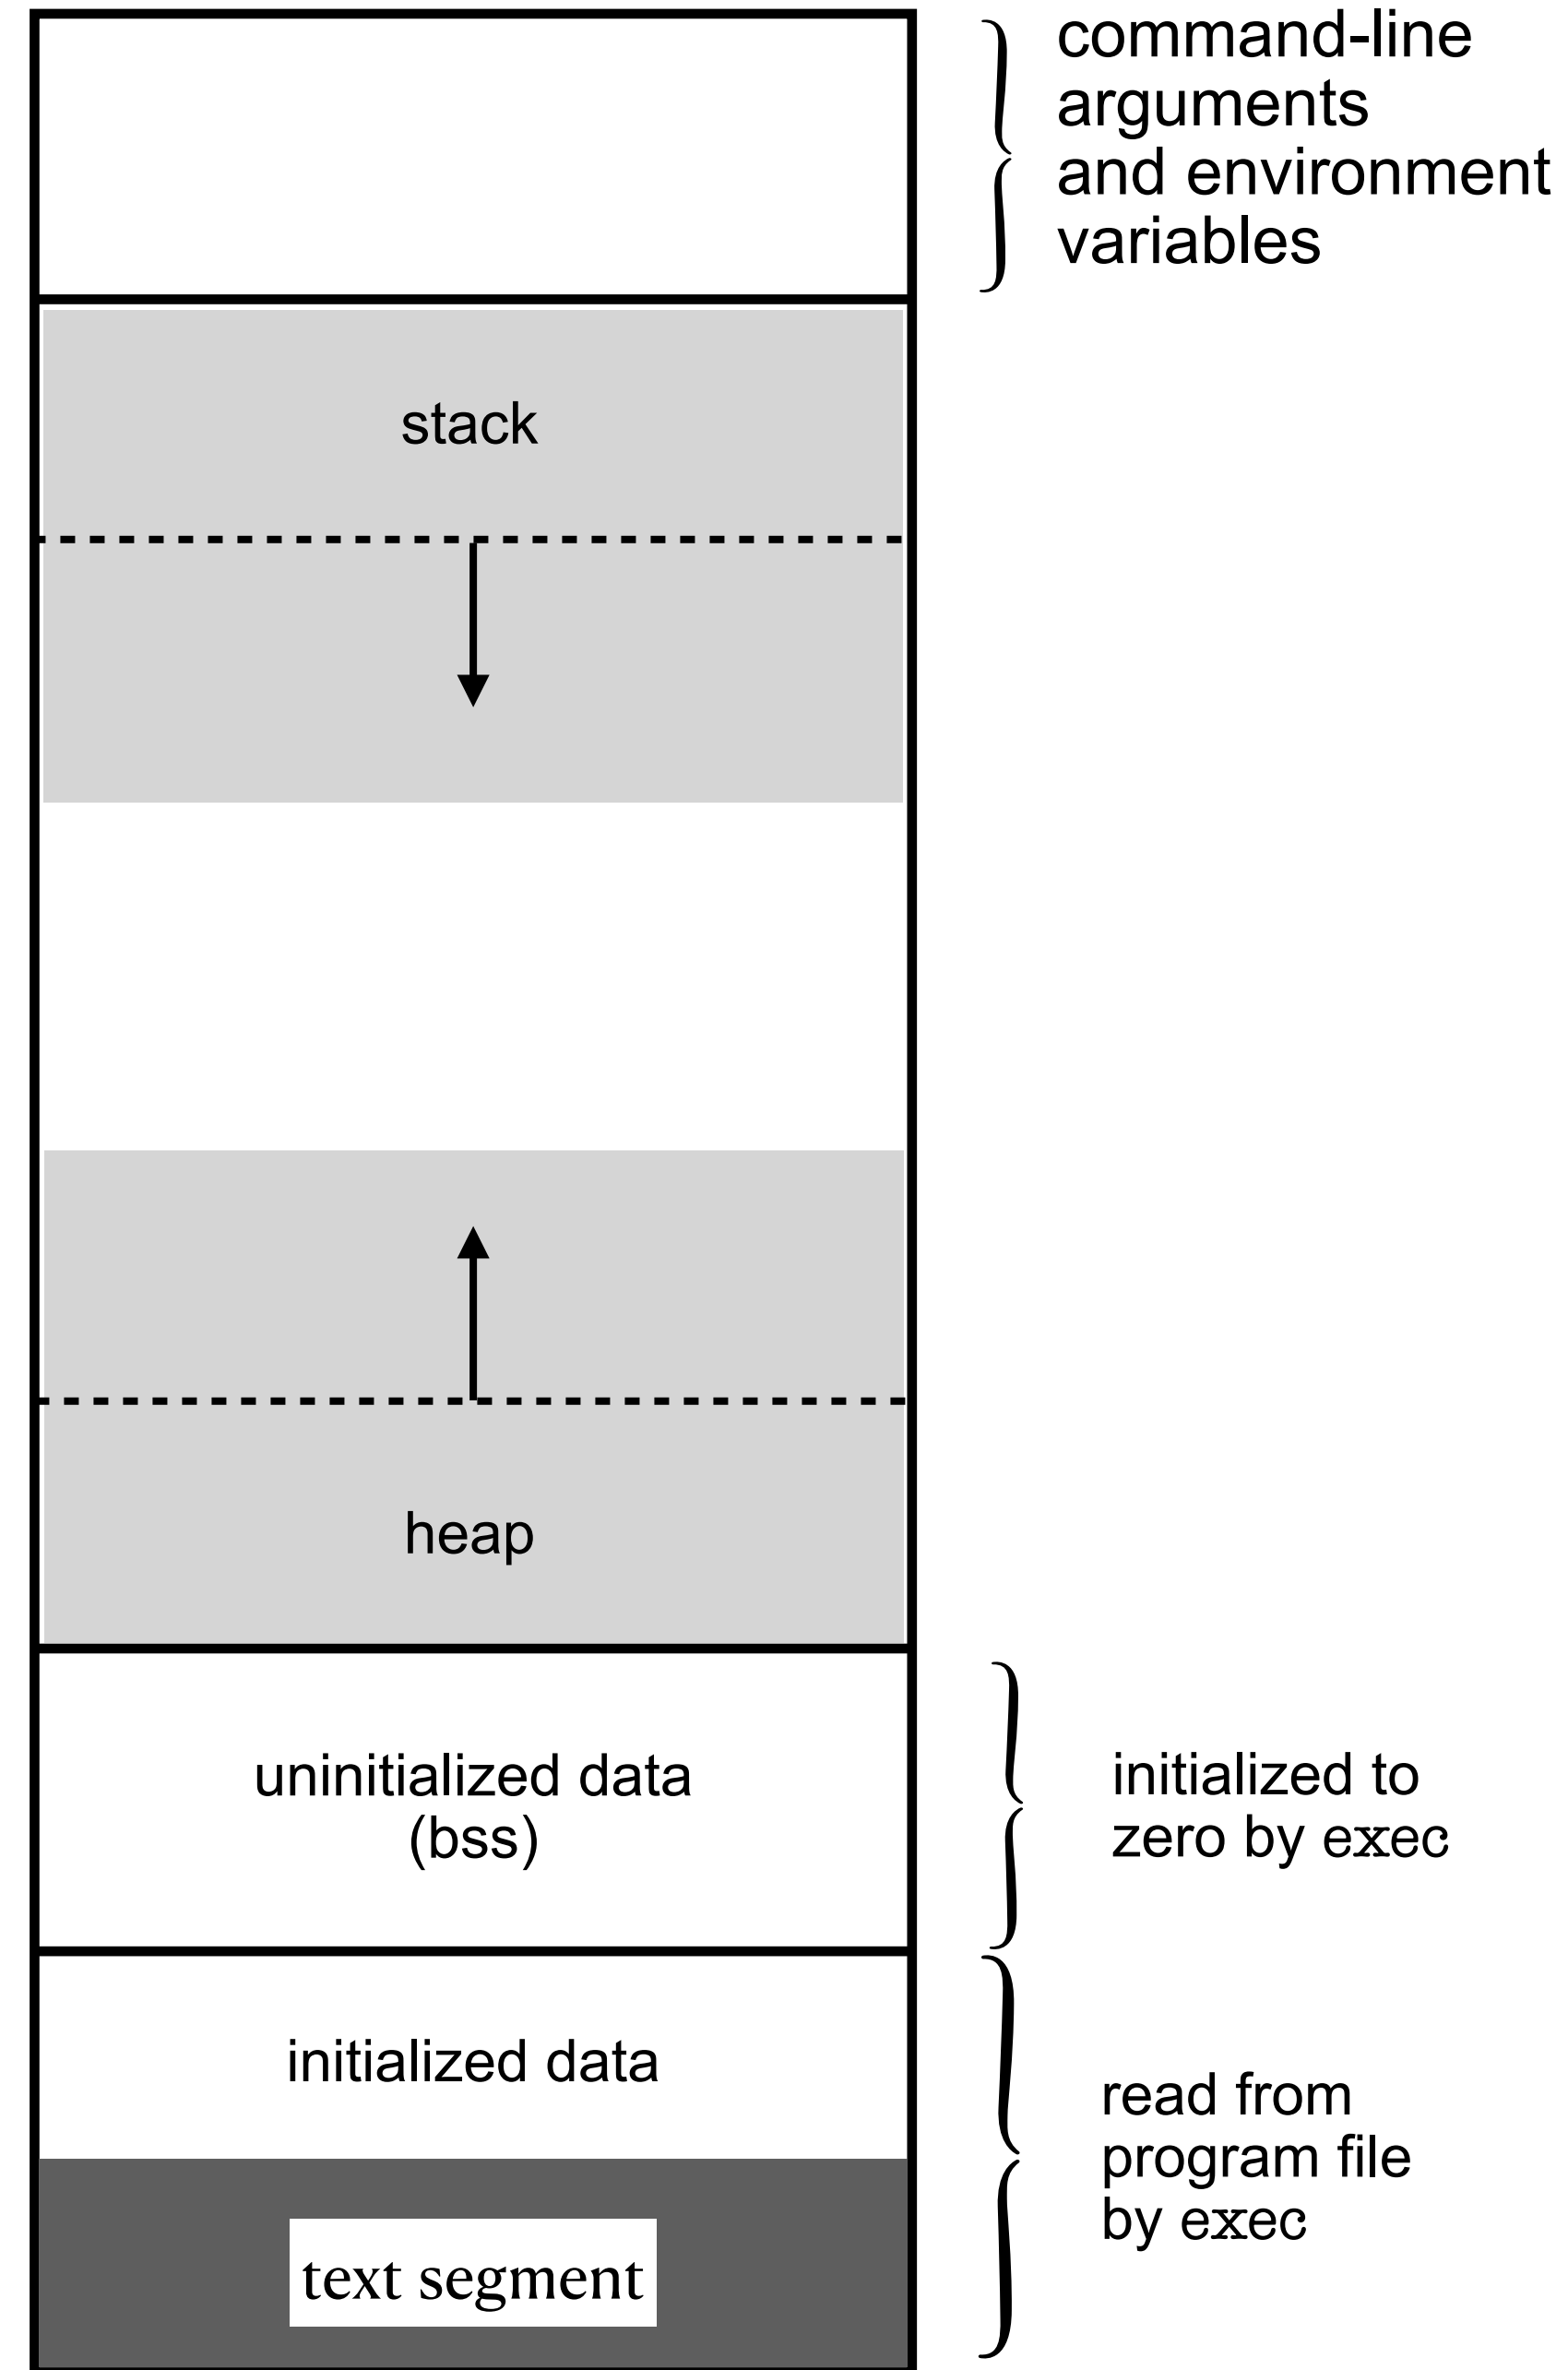 command-line
arguments
and environment
variables
stack
heap
uninitialized data
(bss)
initialized to
zero by exec
initialized data
read from
program file
by exec
text segment